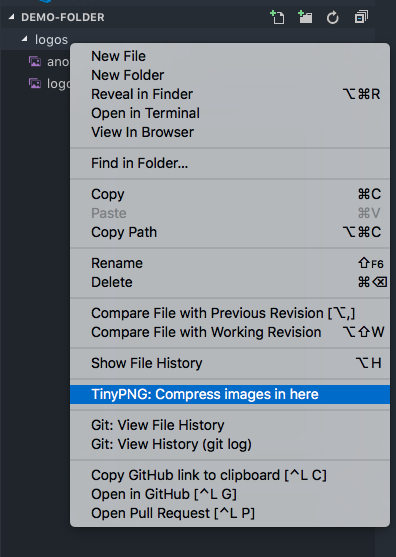 DEMO-FOLDER
logos
ano
logo
New File
New Folder
Reveal in Finder ⌥⌘R
Open in Terminal
View In Browser
Find in Folder...
Copy ⌘C
Paste ⌘V
Copy Path ⌥⌘C
Rename ⇧F6
Delete ⌘⌫
Compare File with Previous Revision [⌥,]
Compare File with Working Revision ⌥⇧W
Show File History ⌥H
TinyPNG: Compress images in here
Git: View File History
Git: View History (git log)
Copy GitHub link to clipboard [^L C]
Open in GitHub [^L G]
Open Pull Request [^L P]